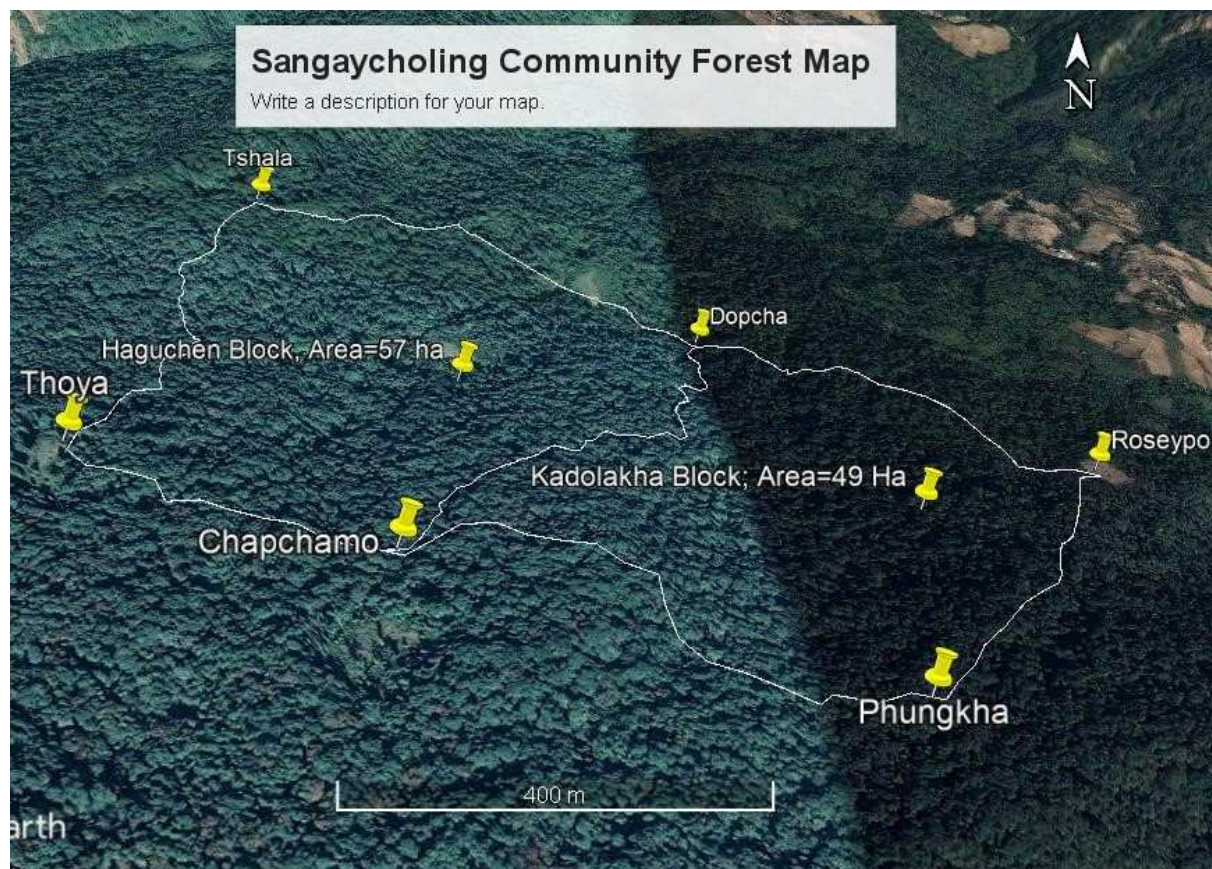 Sangaycholing Community Forest Map
Write a description for your map.
N
Tshala
Dopcha
Haguchen Block, Area=57 ha
Thoya
Roseypo
Kadolakha Block; Area=49 Ha
Chapchamo
Phungkha
400 m
arth